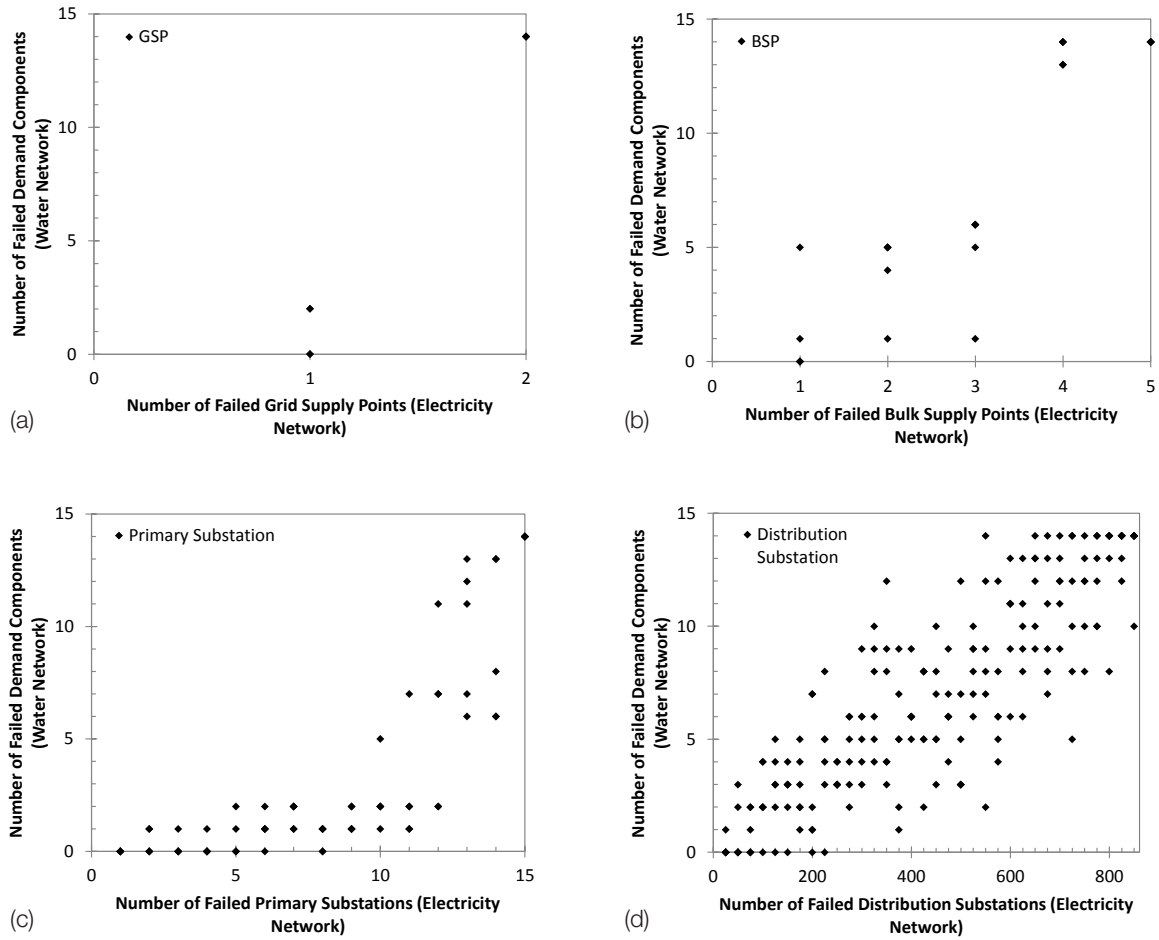 15
10
5
0
0
1
2
GSP
Number of Failed Demand Components
(Water Network)
Number of Failed Grid Supply Points (Electricity
Network)
(a)
15
10
5
0
0
1
2
3
4
5
BSP
Number of Failed Demand Components
(Water Network)
Number of Failed Bulk Supply Points (Electricity
Network)
(b)
15
10
5
0
0
5
10
15
Primary Substation
Number of Failed Demand Components
(Water Network)
Number of Failed Primary Substations (Electricity
Network)
(c)
15
10
5
0
0
200
400
600
800
Distribution
Substation
Number of Failed Demand Components
(Water Network)
Number of Failed Distribution Substations (Electricity
Network)
(d)